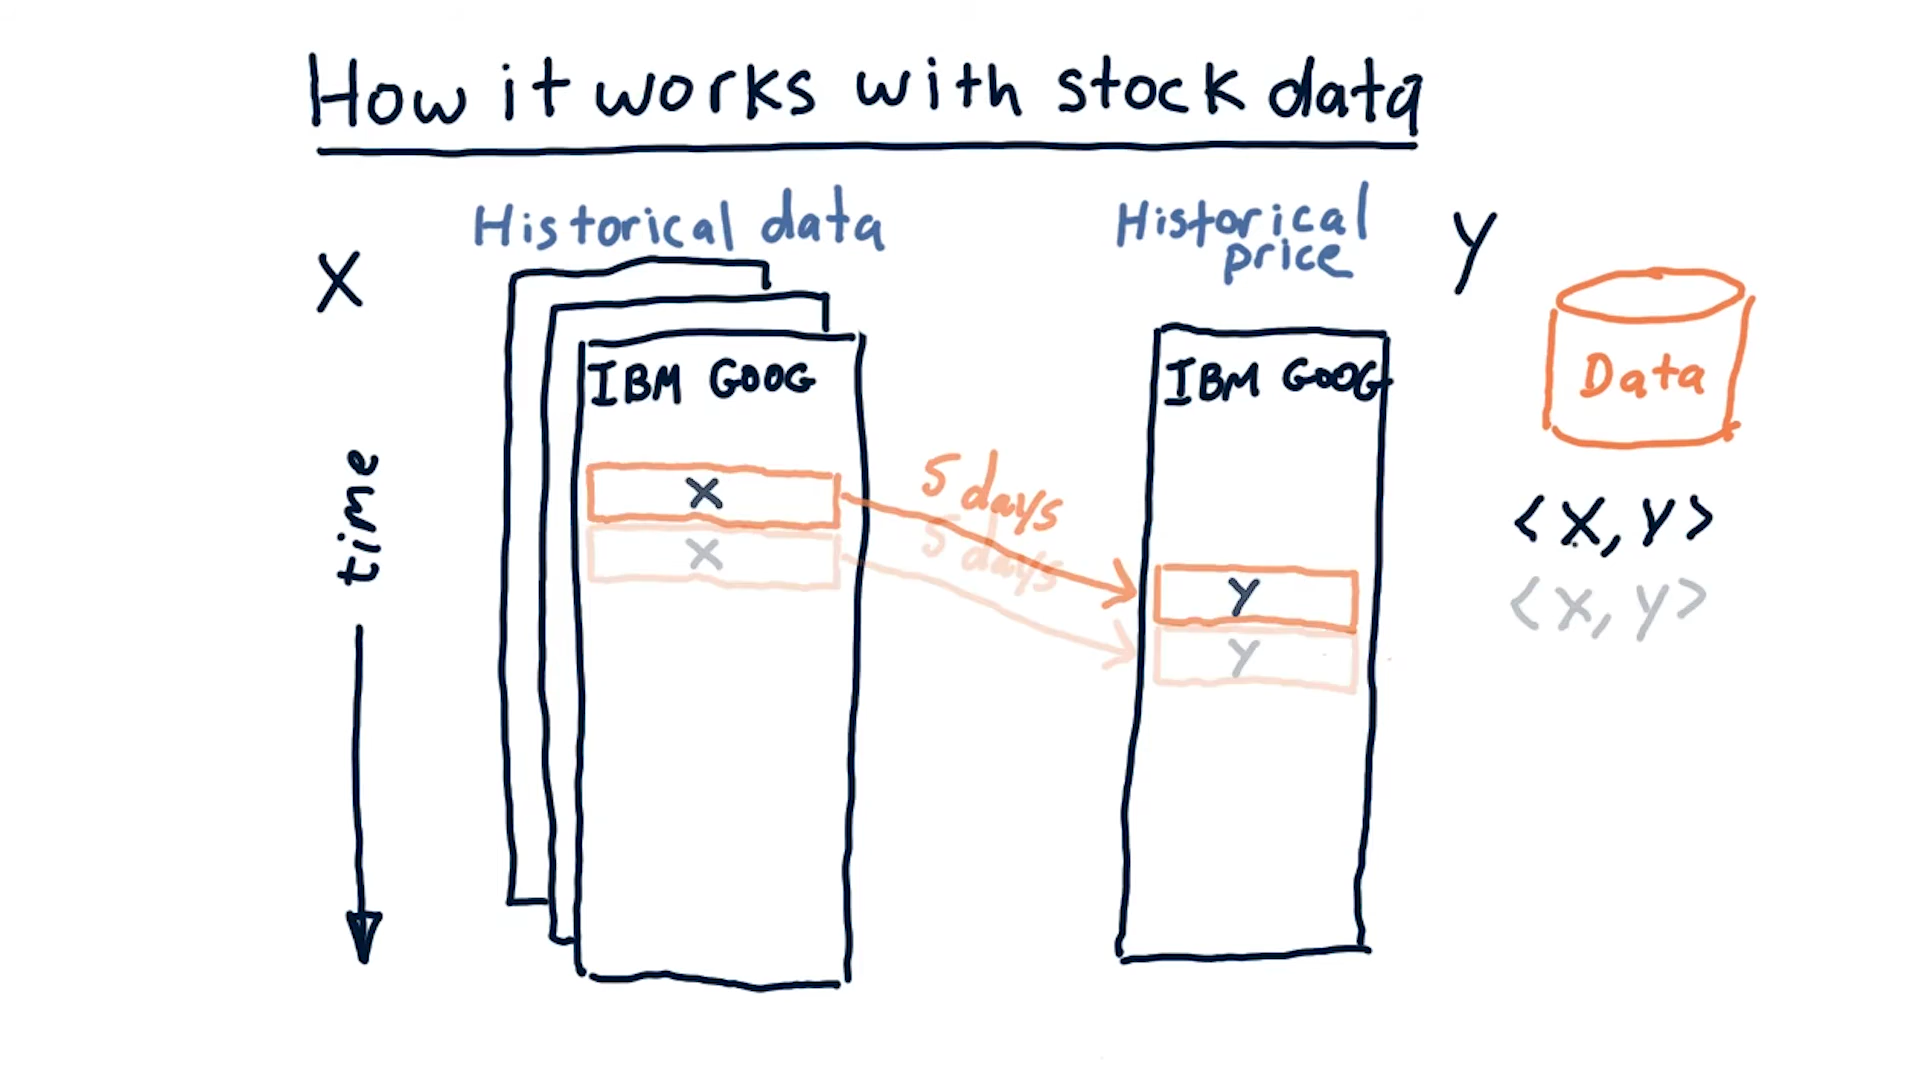 How it works with stock data
X
Historical data
Historical
price
Y
IBM GOOG
IBM GOOG
Data
time
X
5 days
X
5 days
Y
Y
<X, Y>
<X, Y>